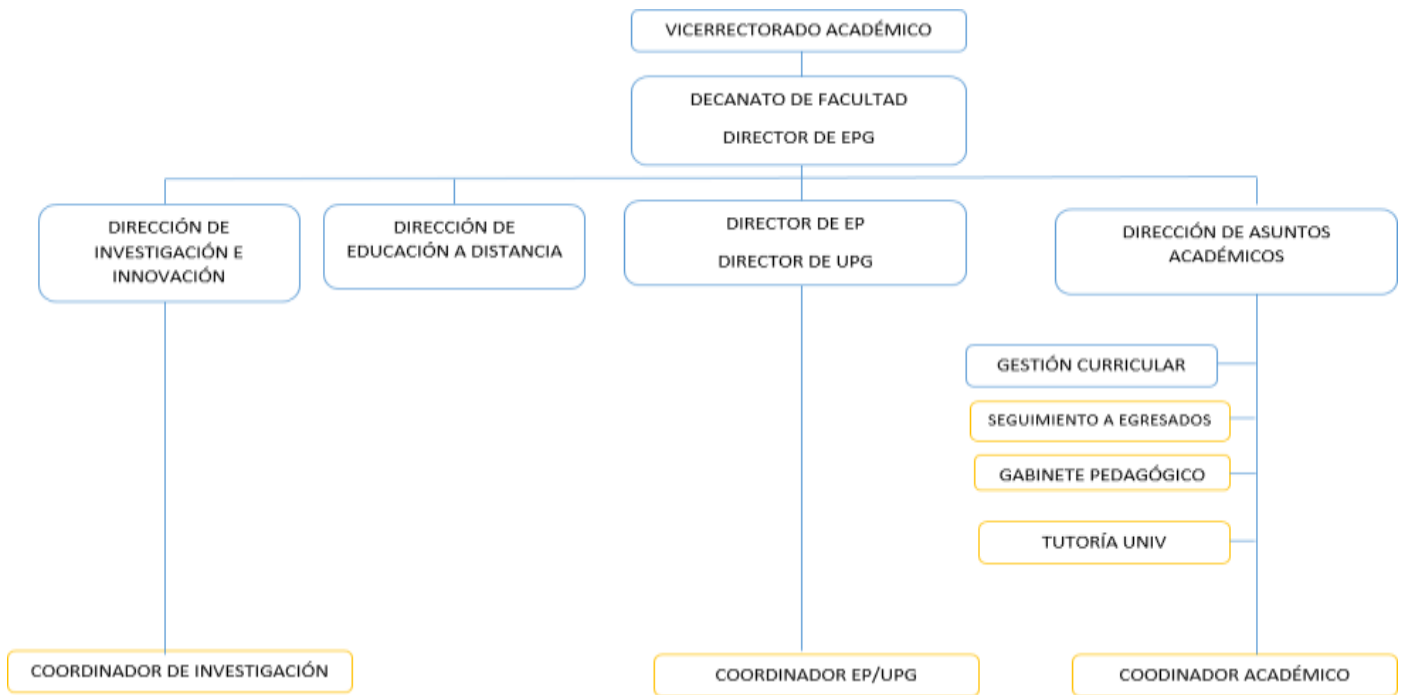 VICERRECTORADO ACADÉMICO
DECANATO DE FACULTAD
DIRECTOR DE EPG
DIRECCIÓN DE
INVESTIGACIÓN E
INNOVACIÓN
DIRECCIÓN DE
EDUCACIÓN A DISTANCIA
DIRECTOR DE EP
DIRECTOR DE UPG
DIRECCIÓN DE ASUNTOS
ACADÉMICOS
GESTIÓN CURRICULAR
SEGUIMIENTO A EGRESADOS
GABINETE PEDAGÓGICO
TUTORÍA UNIV
COORDINADOR DE INVESTIGACIÓN
COORDINADOR EP/UPG
COODINADOR ACADÉMICO